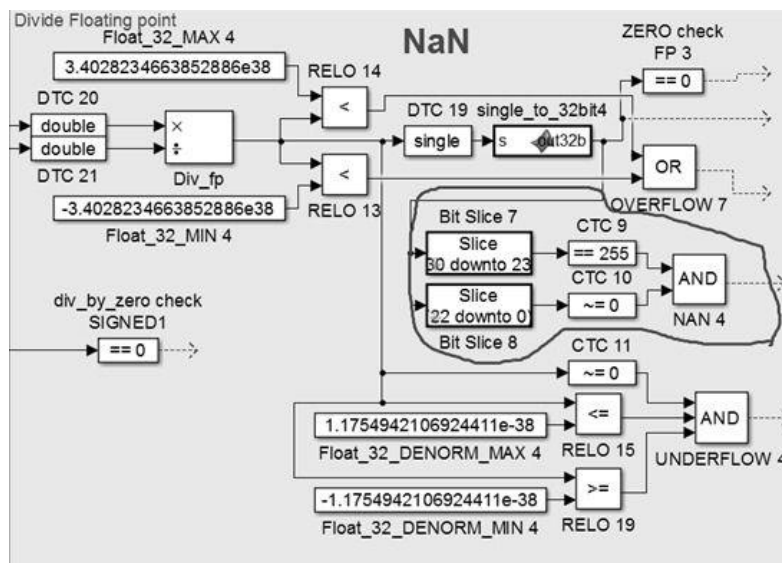 Divide Floating point
NaN
Float_32_MAX 4
3.4028234663852886e38
RELO 14
<
ZERO check
FP 3
== 0
DTC 20
double
double
DTC 21
×
÷
Div_fp
DTC 19
single
single_to_32bit4
s
out32b
<
RELO 13
-3.4028234663852886e38
Float_32_MIN 4
OR
OVERFLOW 7
Bit Slice 7
Slice
30 downto 23
CTC 9
== 255
CTC 10
~= 0
AND
NAN 4
Slice
22 downto 0
Bit Slice 8
div_by_zero check
SIGNED1
== 0
CTC 11
~= 0
1.1754942106924411e-38
Float_32_DENORM_MAX 4
<=
RELO 15
AND
UNDERFLOW 4
-1.1754942106924411e-38
Float_32_DENORM_MIN 4
>=
RELO 19